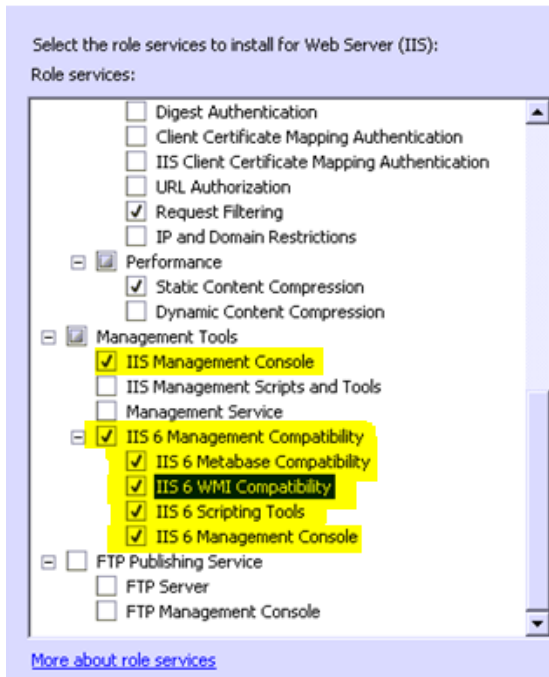 Select the role services to install for Web Server (IIS):
Role services:
Digest Authentication
Client Certificate Mapping Authentication
IIS Client Certificate Mapping Authentication
URL Authorization
Request Filtering
IP and Domain Restrictions
Performance
Static Content Compression
Dynamic Content Compression
Management Tools
IIS Management Console
IIS Management Scripts and Tools
Management Service
IIS 6 Management Compatibility
IIS 6 Metabase Compatibility
IIS 6 WMI Compatibility
IIS 6 Scripting Tools
IIS 6 Management Console
FTP Publishing Service
FTP Server
FTP Management Console
More about role services